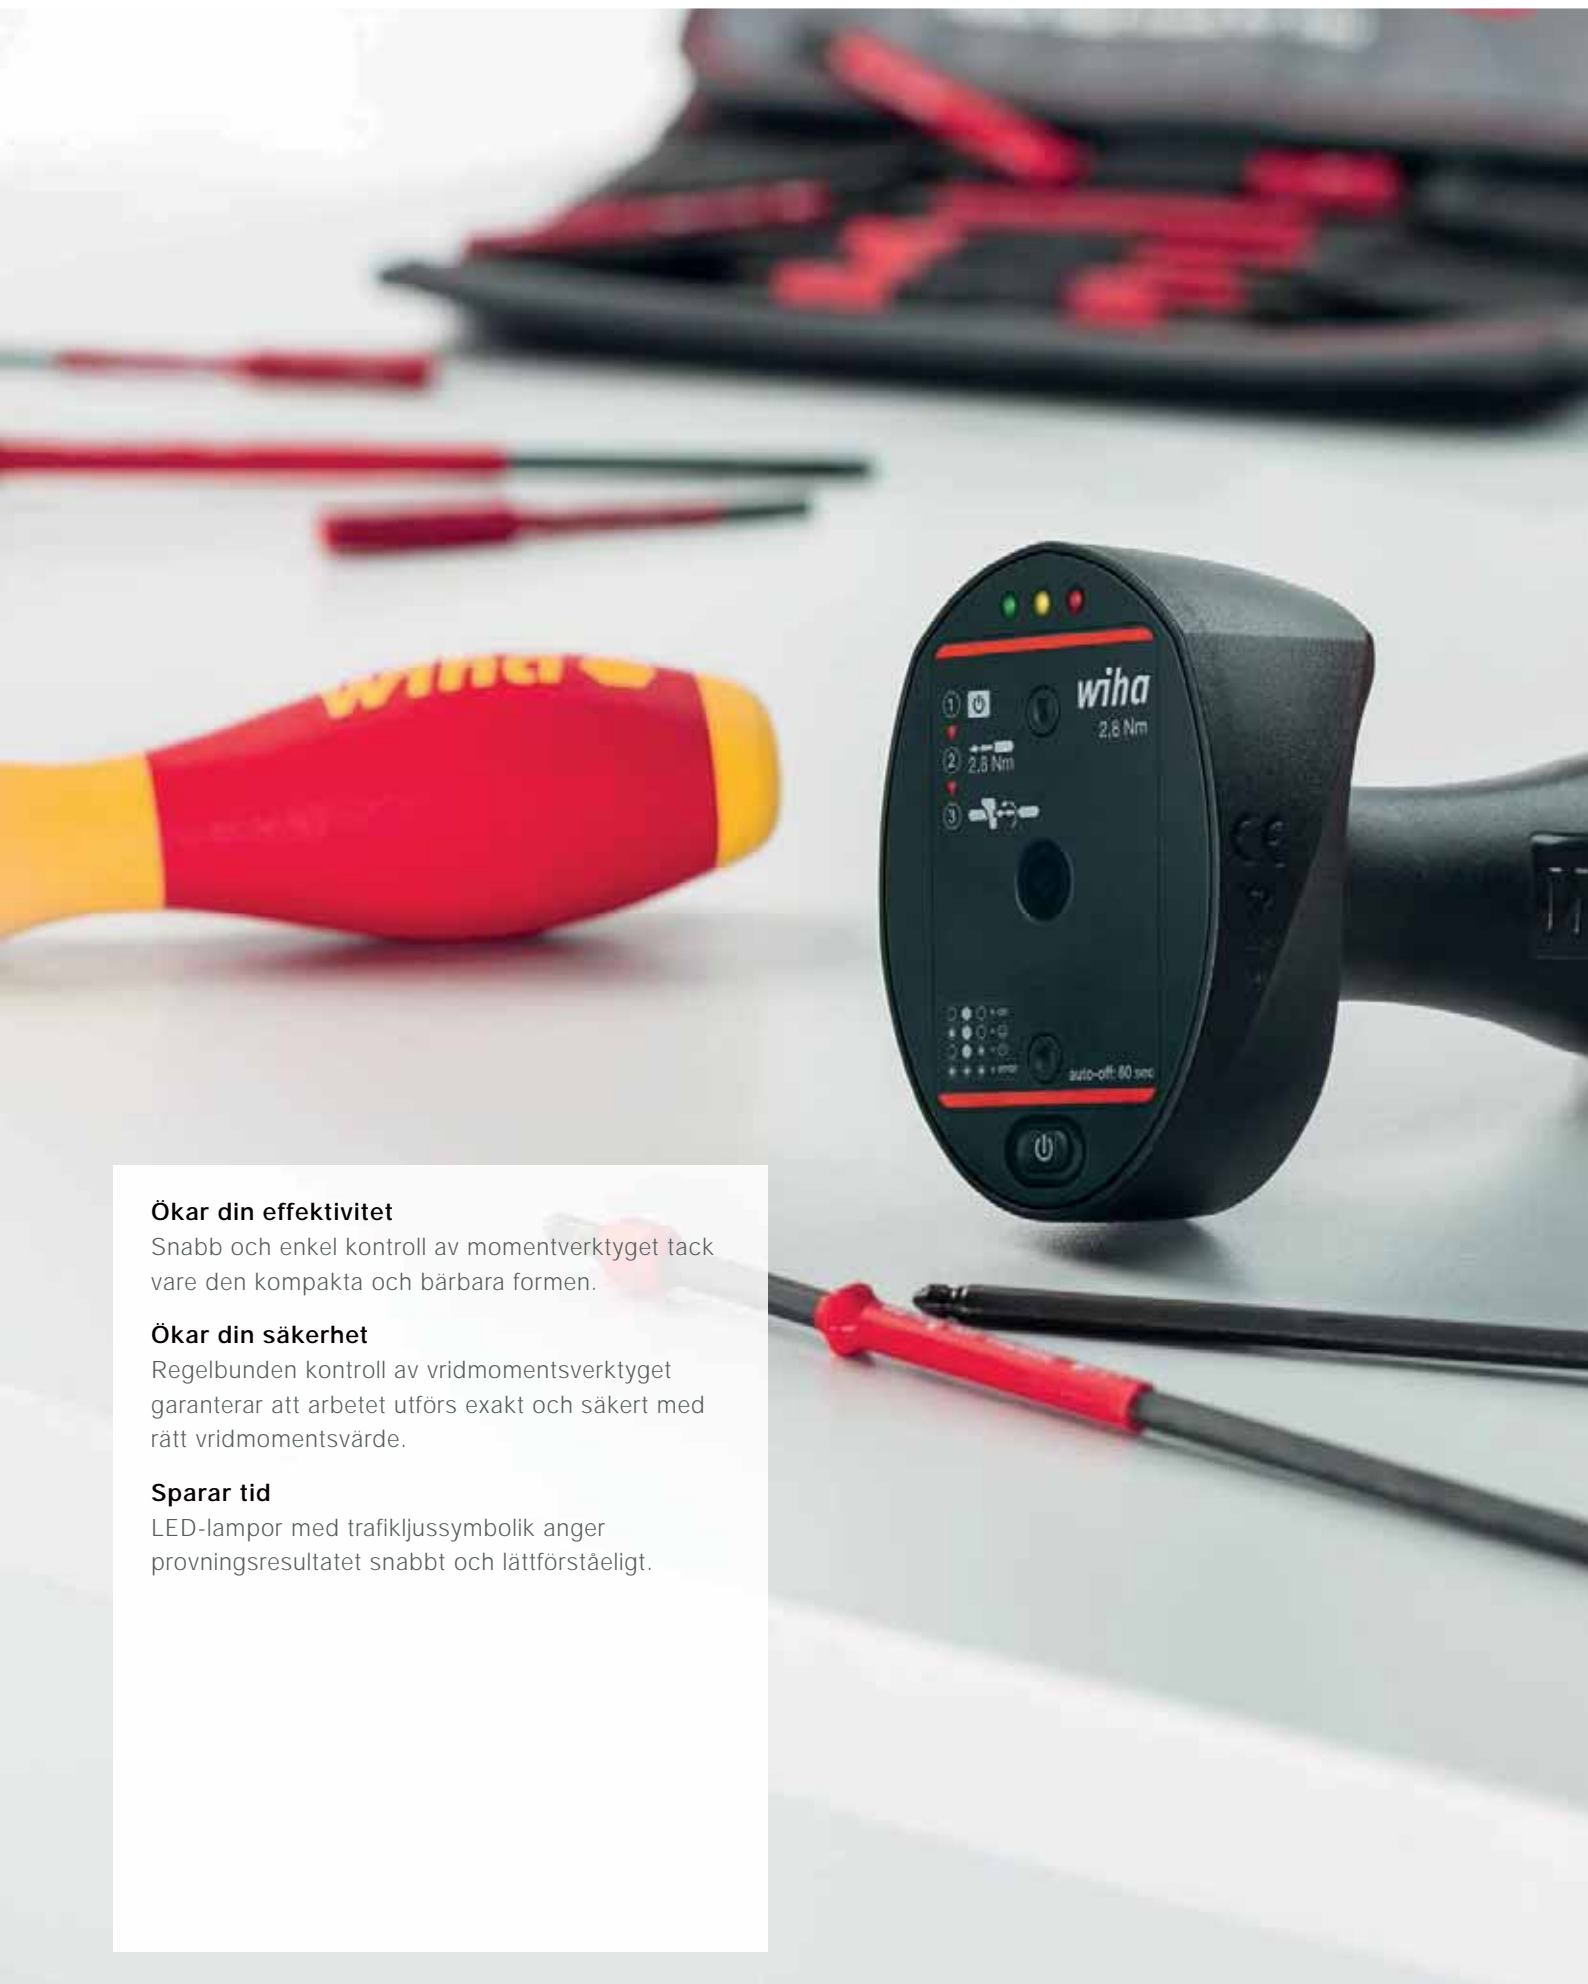 wiha
wiha
2,8 Nm
1
2
2,8 Nm
3
CE
= on
= error
auto-off: 60 sec
Ökar din effektivitet
Snabb och enkel kontroll av momentverktyget tack
vare den kompakta och bärbara formen.
Ökar din säkerhet
Regelbunden kontroll av vridmomentsverktyget
garanterar att arbetet utförs exakt och säkert med
rätt vridmomentsvärde.
Sparar tid
LED-lampor med trafikljussymbolik anger
provningsresultatet snabbt och lättförståeligt.